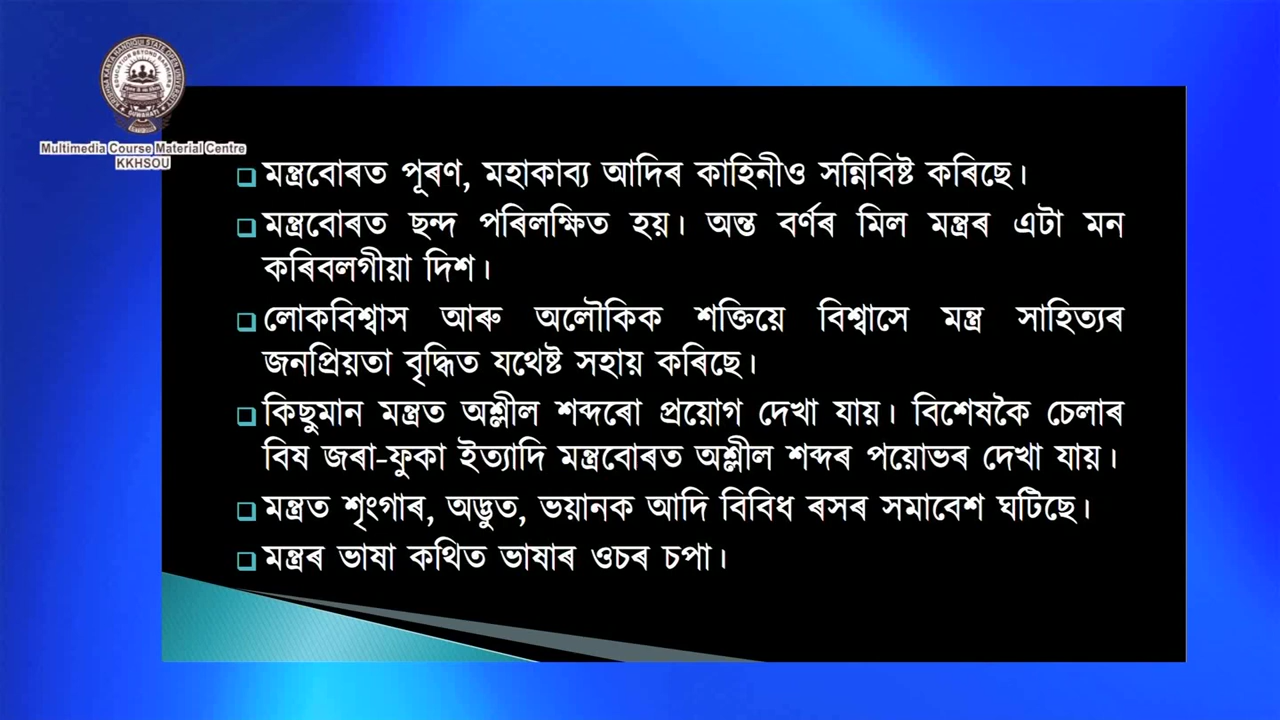 Multimedia Course Material Centre
KKHSOU
মন্ত্ৰবোৰত পূৰণ, মহাকাব্য আদিৰ কাহিনীও সন্নিবিষ্ট কৰিছে।
মন্ত্ৰবোৰত ছন্দ পৰিলক্ষিত হয়। অন্ত বৰ্ণৰ মিল মন্ত্ৰৰ এটা মন
কৰিবলগীয়া দিশ।
লোকবিশ্বাস আৰু অলৌকিক শক্তিয়ে বিশ্বাসে মন্ত্ৰ সাহিত্যৰ
জনপ্ৰিয়তা বৃদ্ধিত যথেষ্ট সহায় কৰিছে।
কিছুমান মন্ত্ৰত অশ্লীল শব্দৰো প্ৰয়োগ দেখা যায়। বিশেষকৈ চেলাৰ
বিষ জৰা-ফুকা ইত্যাদি মন্ত্ৰবোৰত অশ্লীল শব্দৰ পয়োভৰ দেখা যায়।
মন্ত্ৰত শৃংগাৰ, অদ্ভুত, ভয়ানক আদি বিবিধ ৰসৰ সমাবেশ ঘটিছে।
মন্ত্ৰৰ ভাষা কথিত ভাষাৰ ওচৰ চপা।